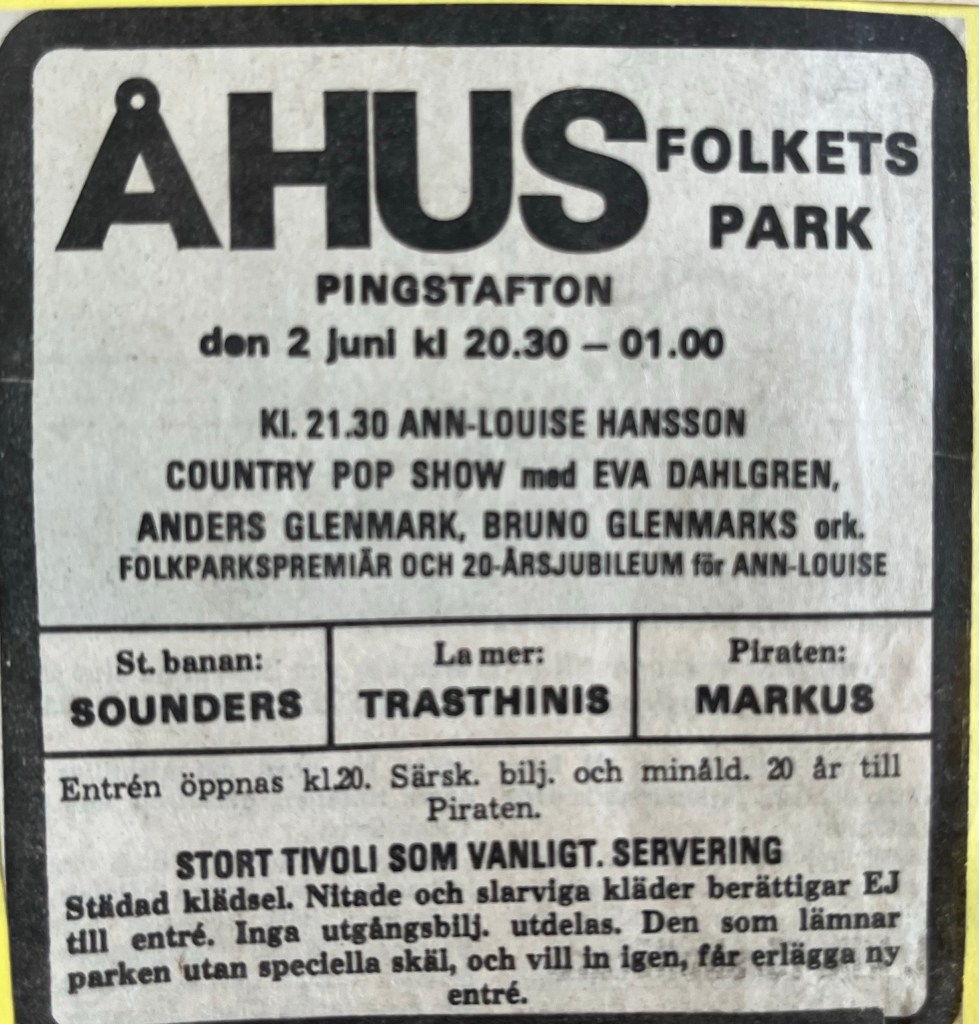 ÅHUS FOLKETS PARK
PINGSTAFTON
den 2 juni kl 20.30 – 01.00
Kl. 21.30 ANN-LOUISE HANSSON
COUNTRY POP SHOW med EVA DAHLGREN,
ANDERS GLENMARK, BRUNO GLENMARKS ork.
FOLKPARKSPREMIÄR OCH 20-ÅRSJUBILEUM för ANN-LOUISE
St. banan:
SOUNDERS
La mer:
TRASTHINIS
Piraten:
MARKUS
Entrén öppnas kl.20. Särsk. bilj. och minåld. 20 år till
Piraten.
STORT TIVOLI SOM VANLIGT. SERVERING
Städad klädsel. Nitade och slarviga kläder berättigar EJ
till entré. Inga utgångsbilj. utdelas. Den som lämnar
parken utan speciella skäl, och vill in igen, får erlägga ny
entré.